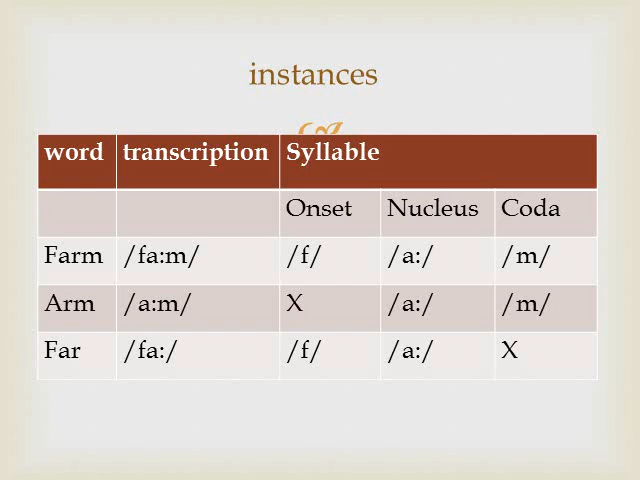 instances
word transcription Syllable
Onset Nucleus Coda
Farm /fa:m/ /f/ /a:/ /m/
Arm /a:m/ X /a:/ /m/
Far /fa:/ /f/ /a:/ X